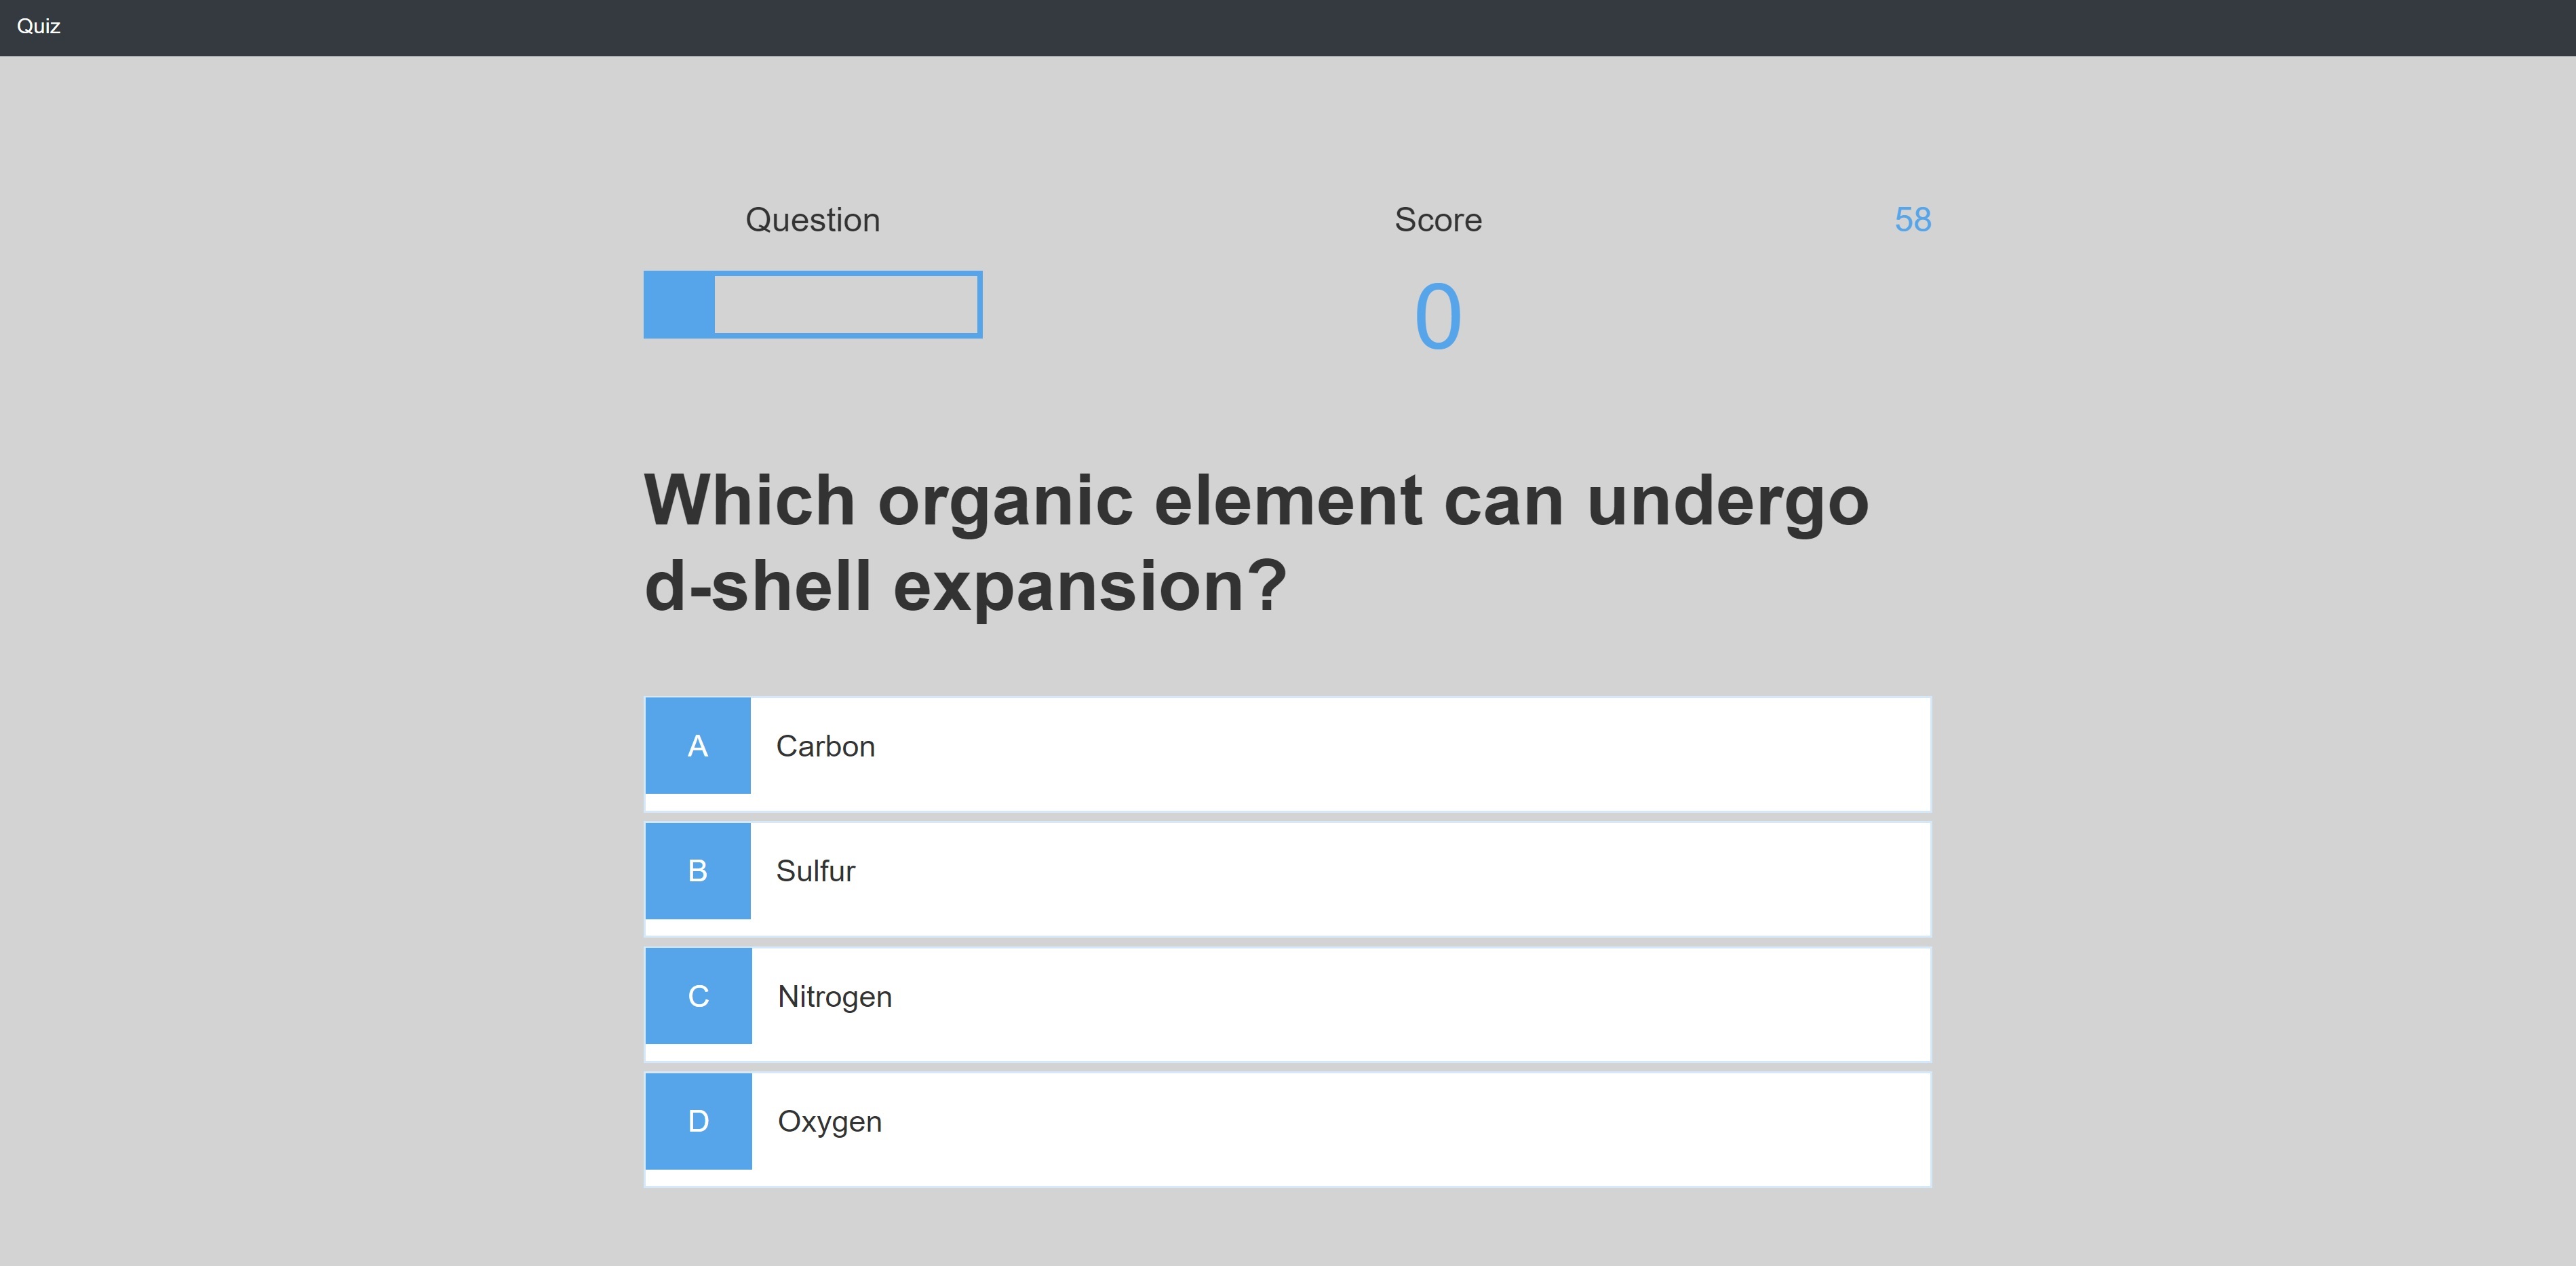 Quiz
Question
Score
58
0
Which organic element can undergo
d-shell expansion?
A Carbon
B Sulfur
C Nitrogen
D Oxygen